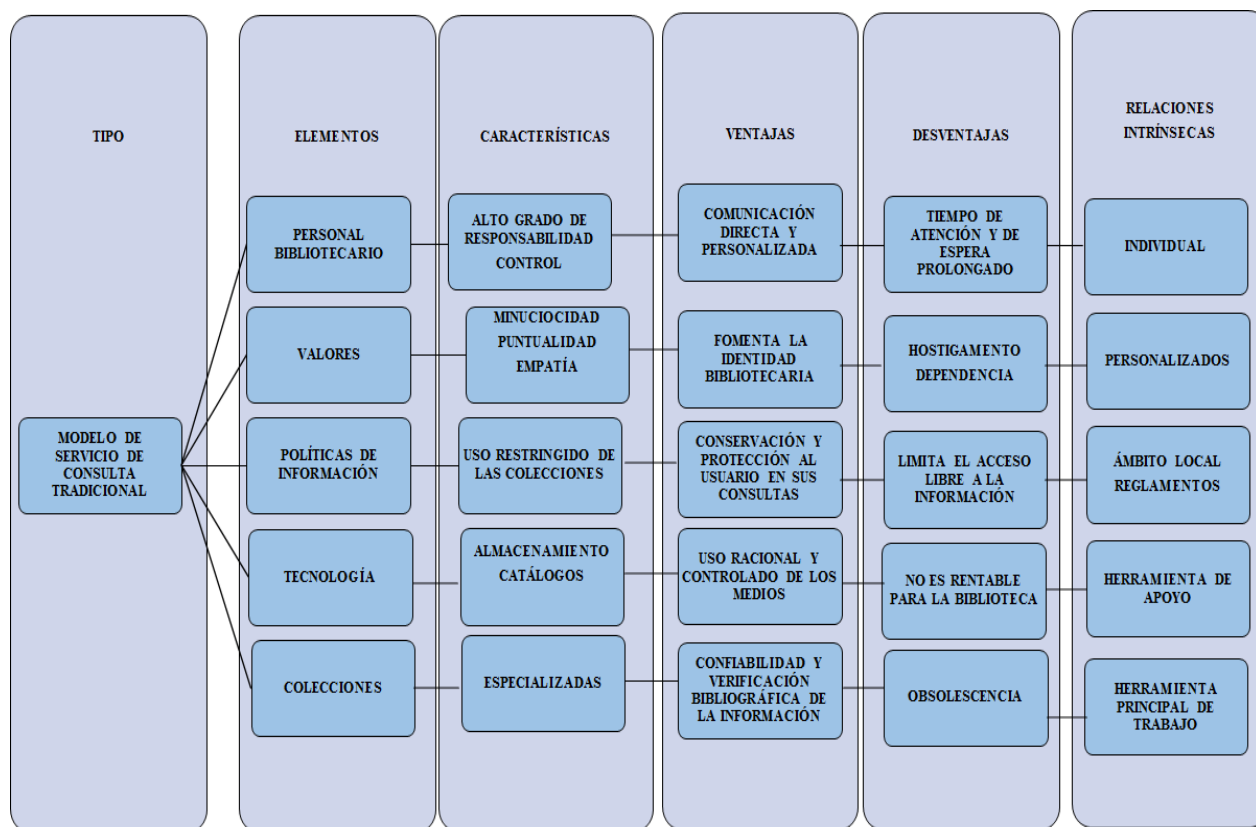 TIPO
ELEMENTOS
CARACTERÍSTICAS
VENTAJAS
DESVENTAJAS
RELACIONES
INTRÍNSECAS
MODELO DE
SERVICIO DE
CONSULTA
TRADICIONAL
PERSONAL
BIBLIOTECARIO
ALTO GRADO DE
RESPONSABILIDAD
CONTROL
COMUNICACIÓN
DIRECTA Y
PERSONALIZADA
TIEMPO DE
ATENCIÓN Y DE
ESPERA
PROLONGADO
INDIVIDUAL
VALORES
MINUCIOCIDAD
PUNTUALIDAD
EMPATÍA
FOMENTA LA
IDENTIDAD
BIBLIOTECARIA
HOSTIGAMENTO
DEPENDENCIA
PERSONALIZADOS
POLÍTICAS DE
INFORMACIÓN
USO RESTRINGIDO DE
LAS COLECCIONES
CONSERVACIÓN Y
PROTECCIÓN AL
USUARIO EN SUS
CONSULTAS
LIMITA EL ACCESO
LIBRE A LA
INFORMACIÓN
ÁMBITO LOCAL
REGLAMENTOS
TECNOLOGÍA
ALMACENAMIENTO
CATÁLOGOS
USO RACIONAL Y
CONTROLADO DE LOS
MEDIOS
NO ES RENTABLE
PARA LA BIBLIOTECA
HERRAMIENTA DE
APOYO
COLECCIONES
ESPECIALIZADAS
CONFIABILIDAD Y
VERIFICACIÓN
BIBLIOGRÁFICA DE
LA INFORMACIÓN
OBSOLESCENCIA
HERRAMIENTA
PRINCIPAL DE
TRABAJO